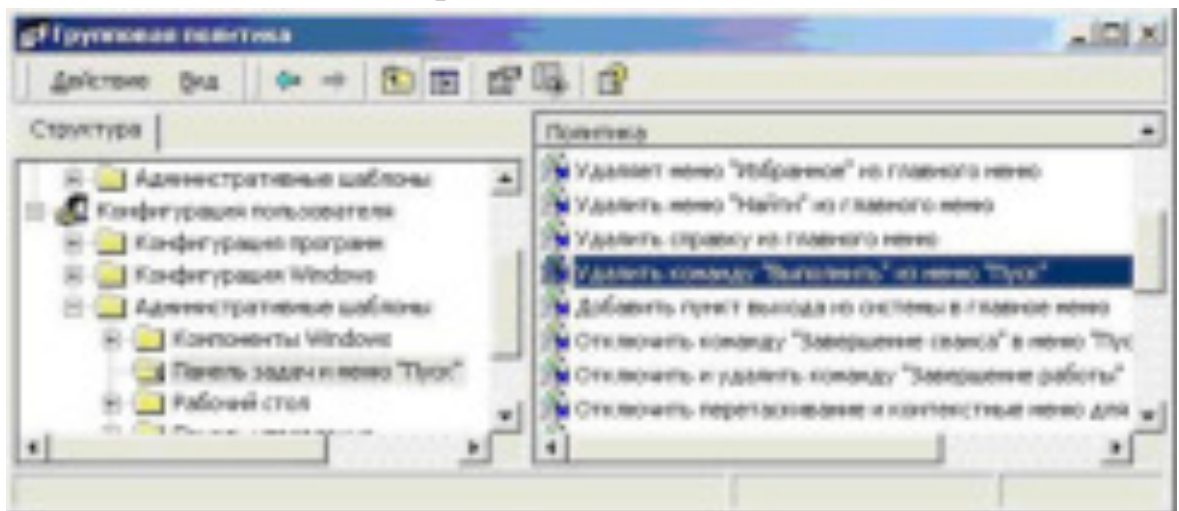 Групповая политика
Действие Вид
Структура
Административные шаблоны
Конфигурация пользователя
Конфигурация программ
Конфигурация Windows
Административные шаблоны
Компоненты Windows
Панель задач и меню "Пуск"
Рабочий стол
Политика
Удаляет меню "Избранное" из главного меню
Удалить меню "Найти" из главного меню
Удалить справку из главного меню
Удалить команду "Выполнить" из меню "Пуск"
Добавить пункт выхода из системы в главное меню
Отключить команду "Завершение сеанса" в меню "Пус
Отключить и удалить команду "Завершение работы"
Отключить перетаскивание и контекстные меню для